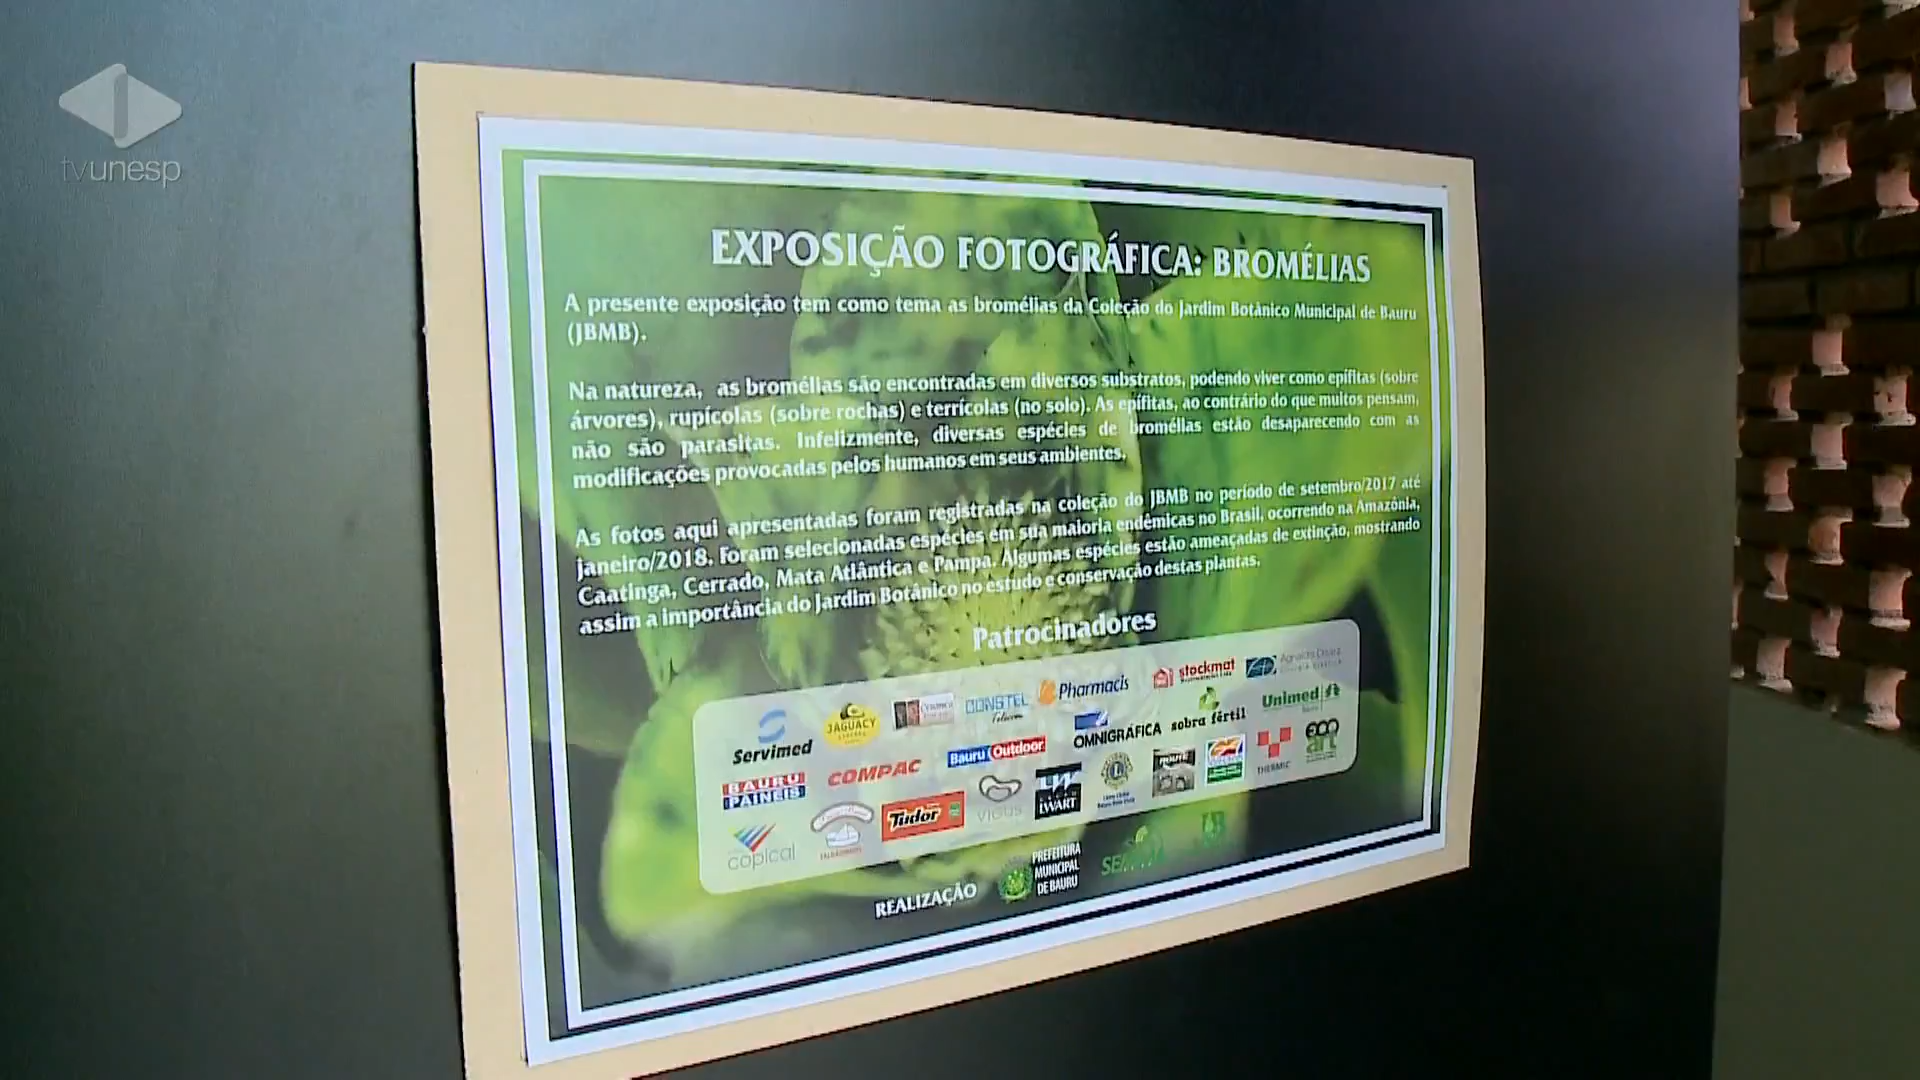 tvunesp
EXPOSIÇÃO FOTOGRÁFICA: BROMÉLIAS
A presente exposição tem como tema as bromélias da Coleção do Jardim Botânico Municipal de Bauru
(JBMB).
Na natureza, as bromélias são encontradas em diversos substratos, podendo viver como epífitas (sobre
árvores), rupícolas (sobre rochas) e terrícolas (no solo). As epífitas, ao contrário do que muitos pensam,
não são parasitas. Infelizmente, diversas espécies de bromélias estão desaparecendo com as
modificações provocadas pelos humanos em seus ambientes.
As fotos aqui apresentadas foram registradas na coleção do JBMB no período de setembro/2017 até
janeiro/2018. Foram selecionadas espécies em sua maioria endêmicas no Brasil, ocorrendo na Amazônia,
Caatinga, Cerrado, Mata Atlântica e Pampa. Algumas espécies estão ameaçadas de extinção, mostrando
assim a importância do Jardim Botânico no estudo e conservação destas plantas.
Patrocinadores
Servimed JAGUACY CONSTEL Telecom Pharmacis stockmat
BAURU PAINEIS COMPAC Bauru Outdoor OMNIGRÁFICA sobra fértil Unimed
copical Tudor VIGUS LWART ROUTE THERMIC eco art
REALIZAÇÃO PREFEITURA MUNICIPAL DE BAURU